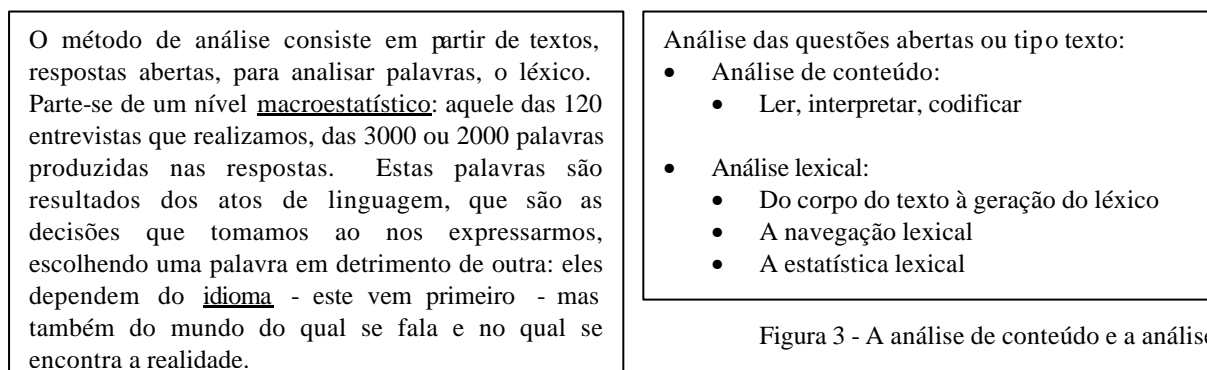 O método de análise consiste em partir de textos,
respostas abertas, para analisar palavras, o léxico.
Parte-se de um nível macroestatístico: aquele das 120
entrevistas que realizamos, das 3000 ou 2000 palavras
produzidas nas respostas. Estas palavras são
resultados dos atos de linguagem, que são as
decisões que tomamos ao nos expressarmos,
escolhendo uma palavra em detrimento de outra: eles
dependem do idioma - este vem primeiro - mas
também do mundo do qual se fala e no qual se
encontra a realidade.
Análise das questões abertas ou tipo texto:
• Análise de conteúdo:
• Ler, interpretar, codificar
• Análise lexical:
• Do corpo do texto à geração do léxico
• A navegação lexical
• A estatística lexical
Figura 3 - A análise de conteúdo e a análise